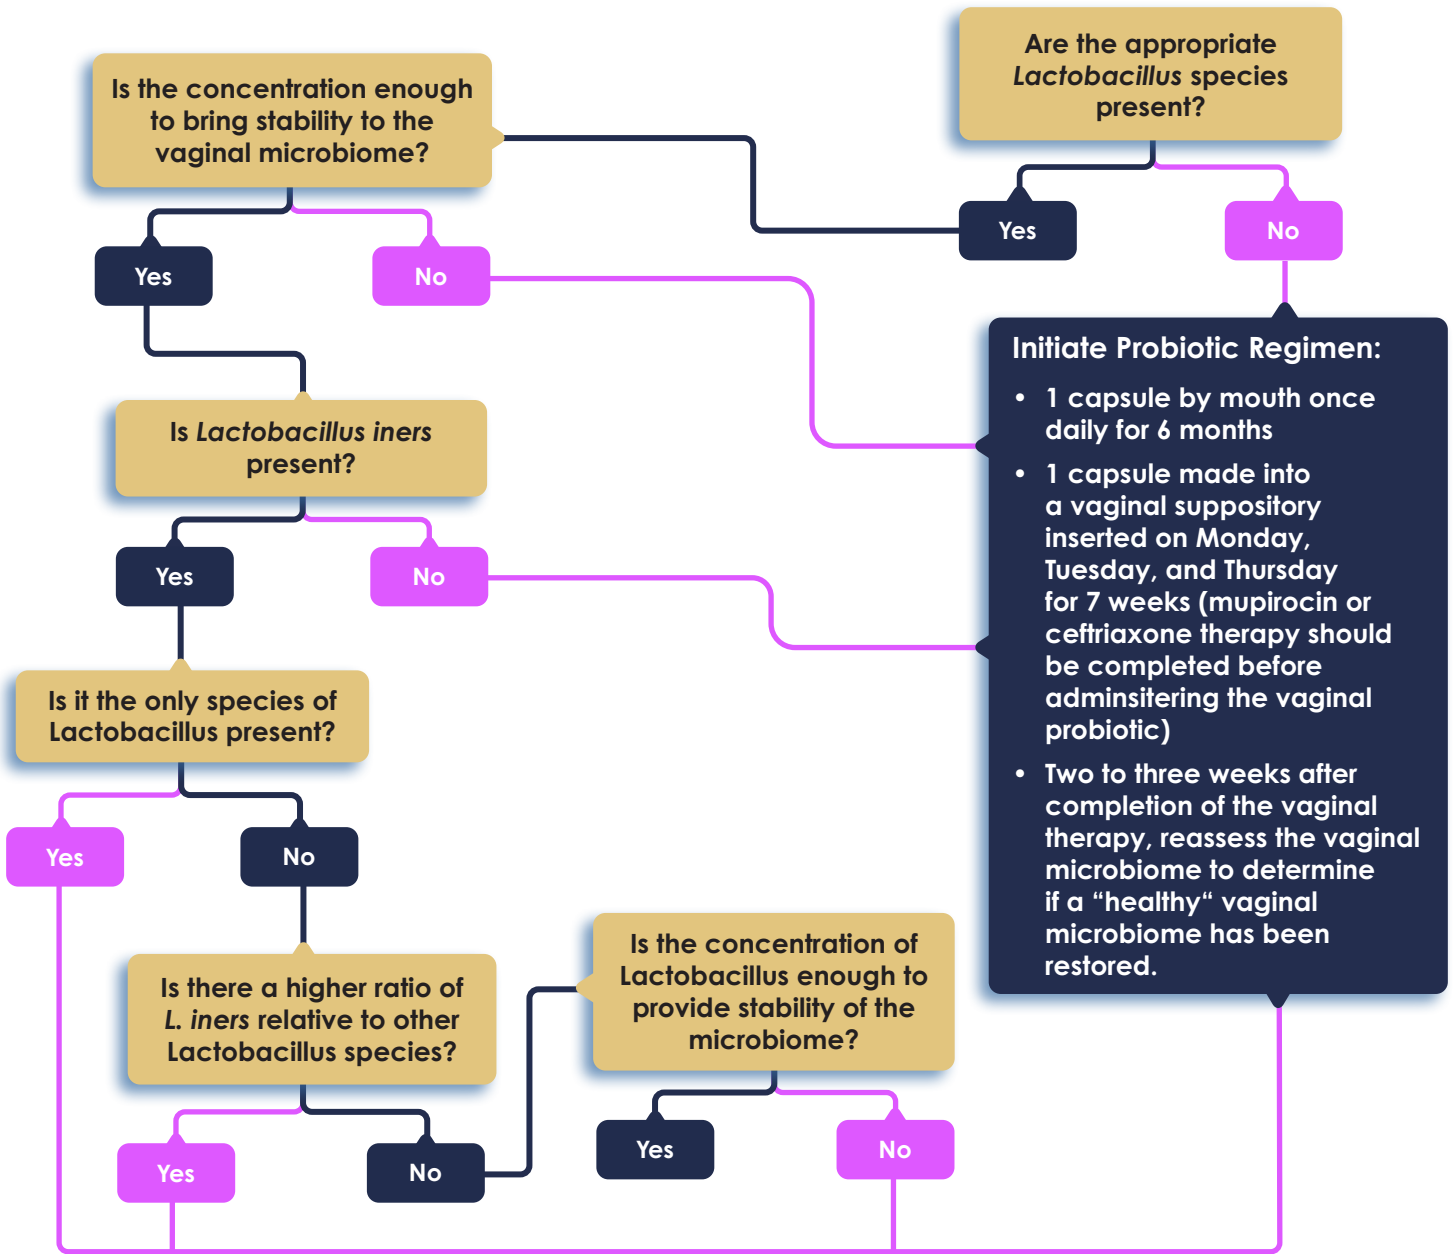 Are the appropriate
Lactobacillus species
present?
Yes
No
Is the concentration enough
to bring stability to the
vaginal microbiome?
Yes
No
Is Lactobacillus iners
present?
Yes
No
Is it the only species of
Lactobacillus present?
Yes
No
Is there a higher ratio of
L. iners relative to other
Lactobacillus species?
Yes
No
Is the concentration of
Lactobacillus enough to
provide stability of the
microbiome?
Yes
No
Initiate Probiotic Regimen:
• 1 capsule by mouth once
daily for 6 months
• 1 capsule made into
a vaginal suppository
inserted on Monday,
Tuesday, and Thursday
for 7 weeks (mupirocin or
ceftriaxone therapy should
be completed before
adminsitering the vaginal
probiotic)
• Two to three weeks after
completion of the vaginal
therapy, reassess the vaginal
microbiome to determine
if a “healthy“ vaginal
microbiome has been
restored.